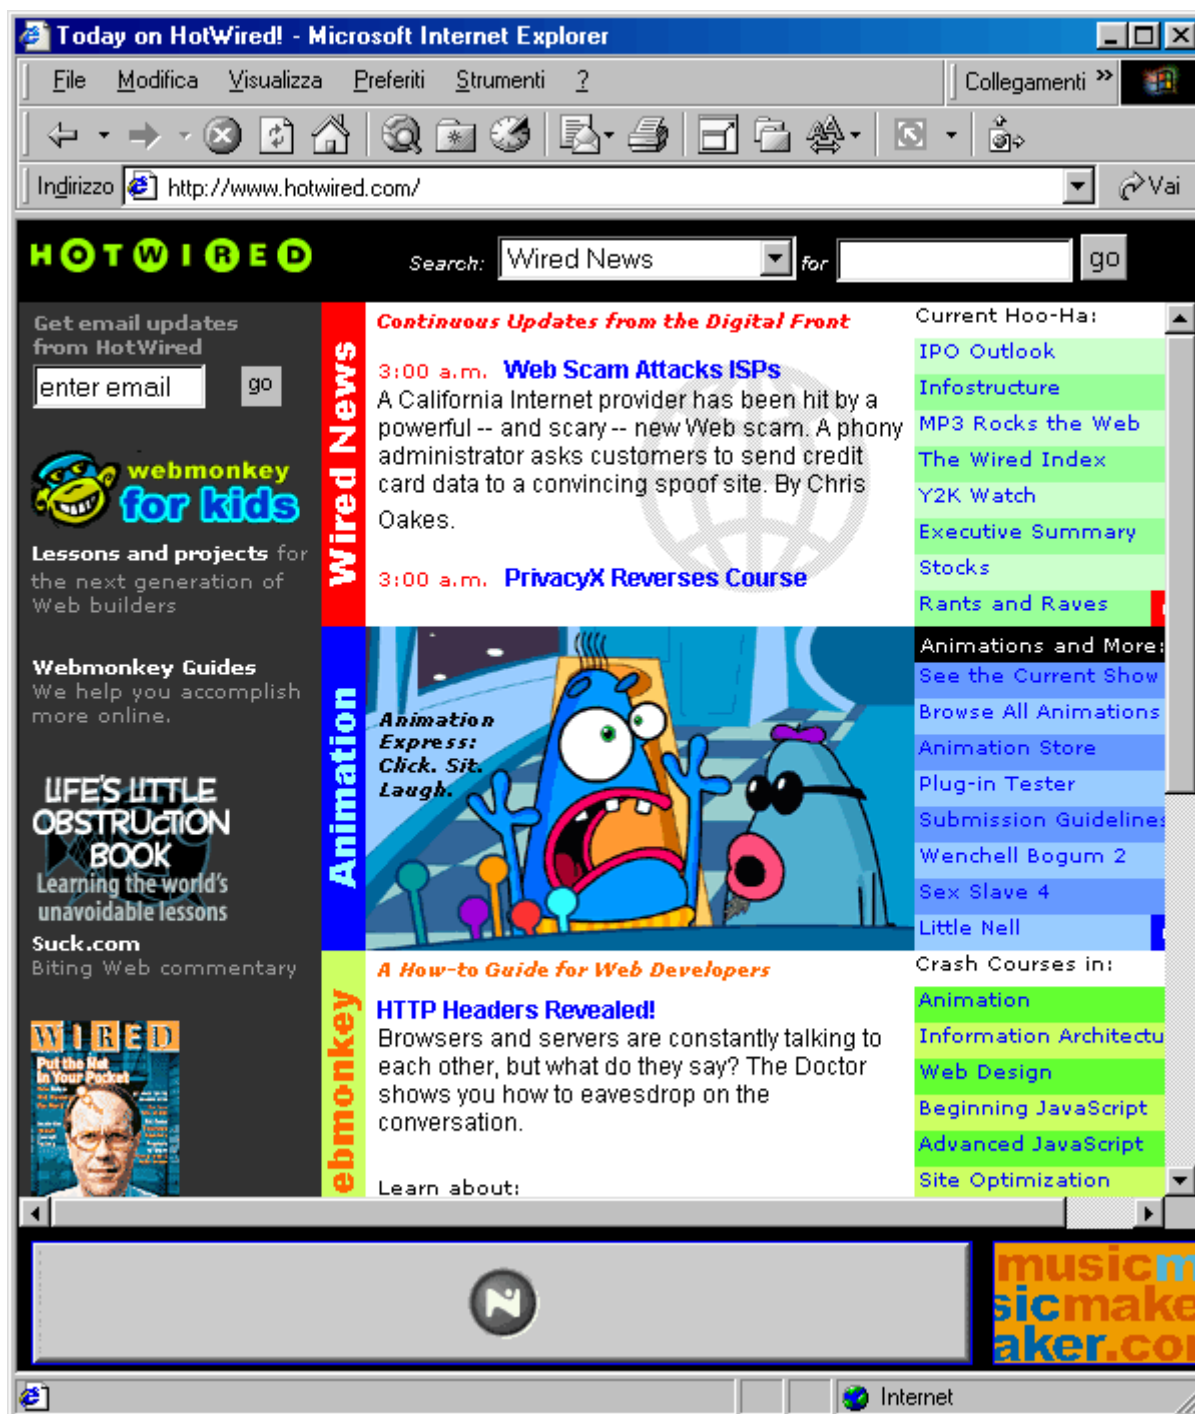 Today on HotWired! - Microsoft Internet Explorer
File Modifica Visualizza Preferiti Strumenti ? Collegamenti »
Indirizzo http://www.hotwired.com/ Vai
HOTWIRED Search: Wired News for go
Get email updates
from HotWired
enter email go
webmonkey
for kids
Lessons and projects for
the next generation of
Web builders
Webmonkey Guides
We help you accomplish
more online.
LIFE'S LITTLE
OBSTRUCTION
BOOK
Learning the world's
unavoidable lessons
Suck.com
Biting Web commentary
WIRED
Put the Net
In Your Pocket
Wired News
Continuous Updates from the Digital Front
3:00 a.m. Web Scam Attacks ISPs
A California Internet provider has been hit by a
powerful -- and scary -- new Web scam. A phony
administrator asks customers to send credit
card data to a convincing spoof site. By Chris
Oakes.
3:00 a.m. PrivacyX Reverses Course
Current Hoo-Ha:
IPO Outlook
Infostructure
MP3 Rocks the Web
The Wired Index
Y2K Watch
Executive Summary
Stocks
Rants and Raves
Animation
Animation
Express:
Click. Sit.
Laugh.
Animations and More:
See the Current Show
Browse All Animations
Animation Store
Plug-in Tester
Submission Guidelines
Wenchell Bogum 2
Sex Slave 4
Little Nell
ebmonkey
A How-to Guide for Web Developers
HTTP Headers Revealed!
Browsers and servers are constantly talking to
each other, but what do they say? The Doctor
shows you how to eavesdrop on the
conversation.
Learn about:
Crash Courses in:
Animation
Information Architectu
Web Design
Beginning JavaScript
Advanced JavaScript
Site Optimization
musicm
sicmake
aker.co
Internet